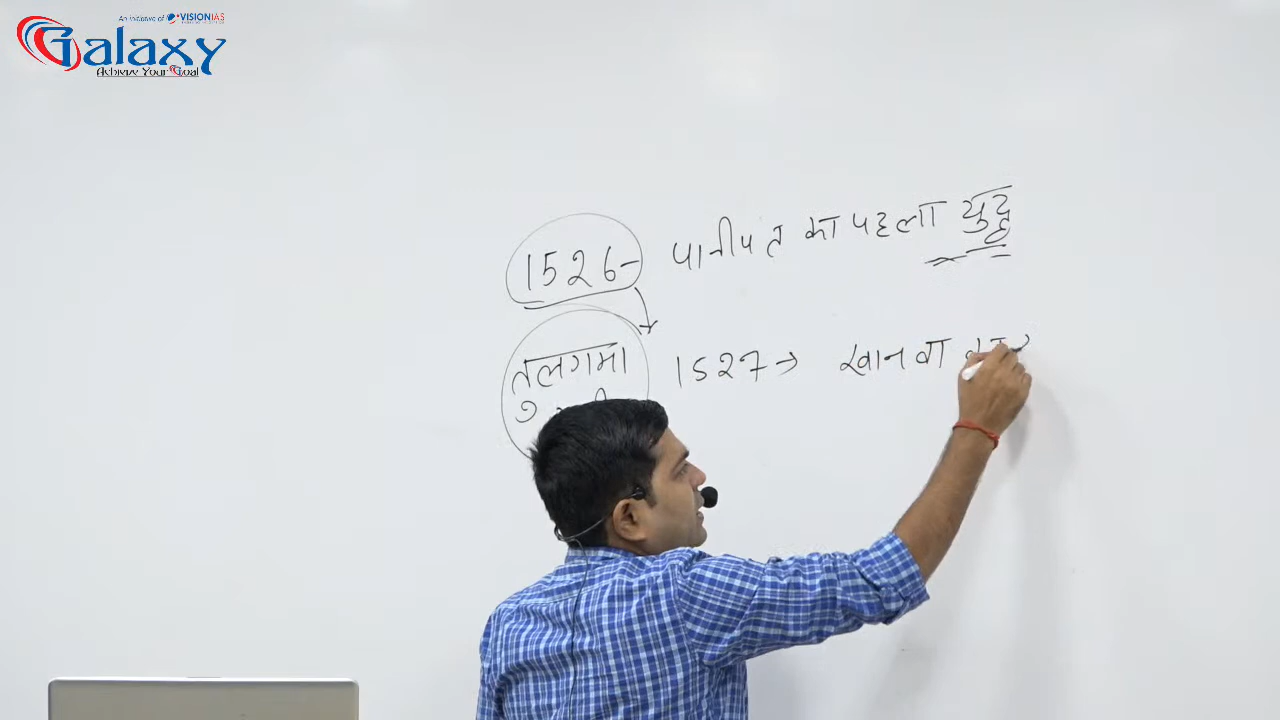 An initiative of VISIONIAS
Galaxy
Achieve Your Goal
1526- पानीपत का पहला युद्ध
तुलगमा
1527→ खानवा का